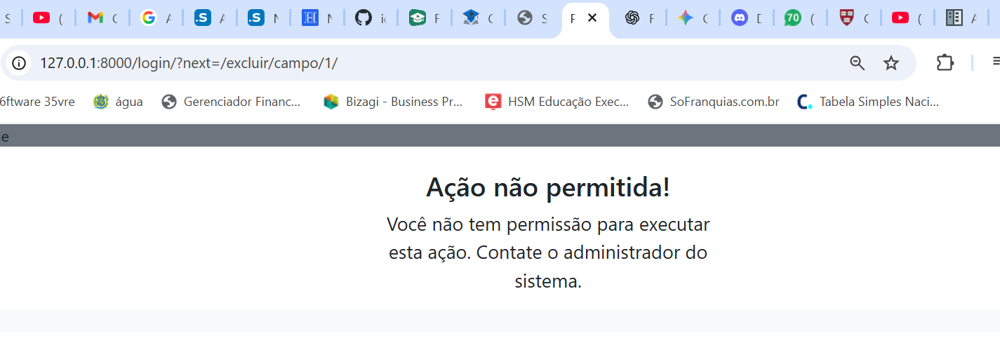 127.0.0.1:8000/login/?next=/excluir/campo/1/
6ftware 35vre água Gerenciador Financ... Bizagi - Business Pr... HSM Educação Exec... SoFranquias.com.br Tabela Simples Naci...
e
Ação não permitida!
Você não tem permissão para executar
esta ação. Contate o administrador do
sistema.